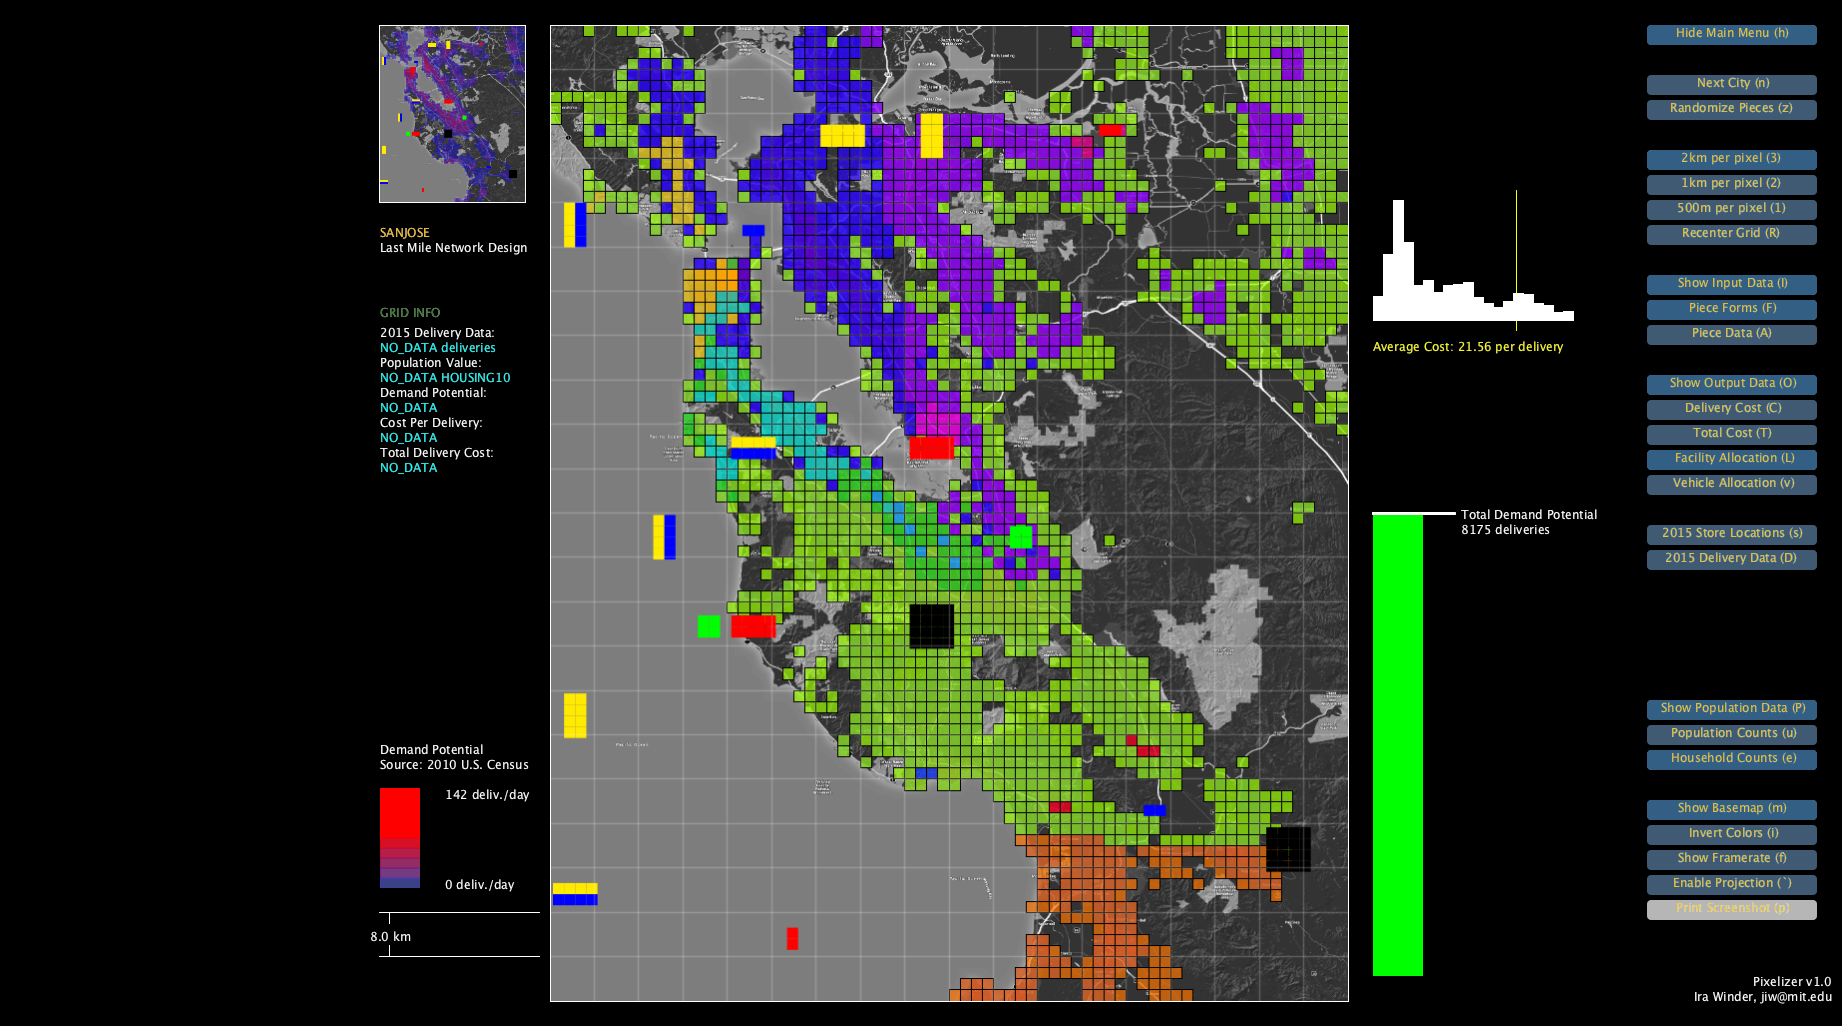 SANJOSE
Last Mile Network Design
GRID INFO
2015 Delivery Data:
NO_DATA deliveries
Population Value:
NO_DATA HOUSING10
Demand Potential:
NO_DATA
Cost Per Delivery:
NO_DATA
Total Delivery Cost:
NO_DATA
Demand Potential
Source: 2010 U.S. Census
142 deliv./day
0 deliv./day
8.0 km
Pacific Ocean
Pacific Ocean
Average Cost: 21.56 per delivery
Total Demand Potential
8175 deliveries
Hide Main Menu (h)
Next City (n)
Randomize Pieces (z)
2km per pixel (3)
1km per pixel (2)
500m per pixel (1)
Recenter Grid (R)
Show Input Data (I)
Piece Forms (F)
Piece Data (A)
Show Output Data (O)
Delivery Cost (C)
Total Cost (T)
Facility Allocation (L)
Vehicle Allocation (v)
2015 Store Locations (s)
2015 Delivery Data (D)
Show Population Data (P)
Population Counts (u)
Household Counts (e)
Show Basemap (m)
Invert Colors (i)
Show Framerate (f)
Enable Projection (`)
Print Screenshot (p)
Pixelizer v1.0
Ira Winder, jiw@mit.edu